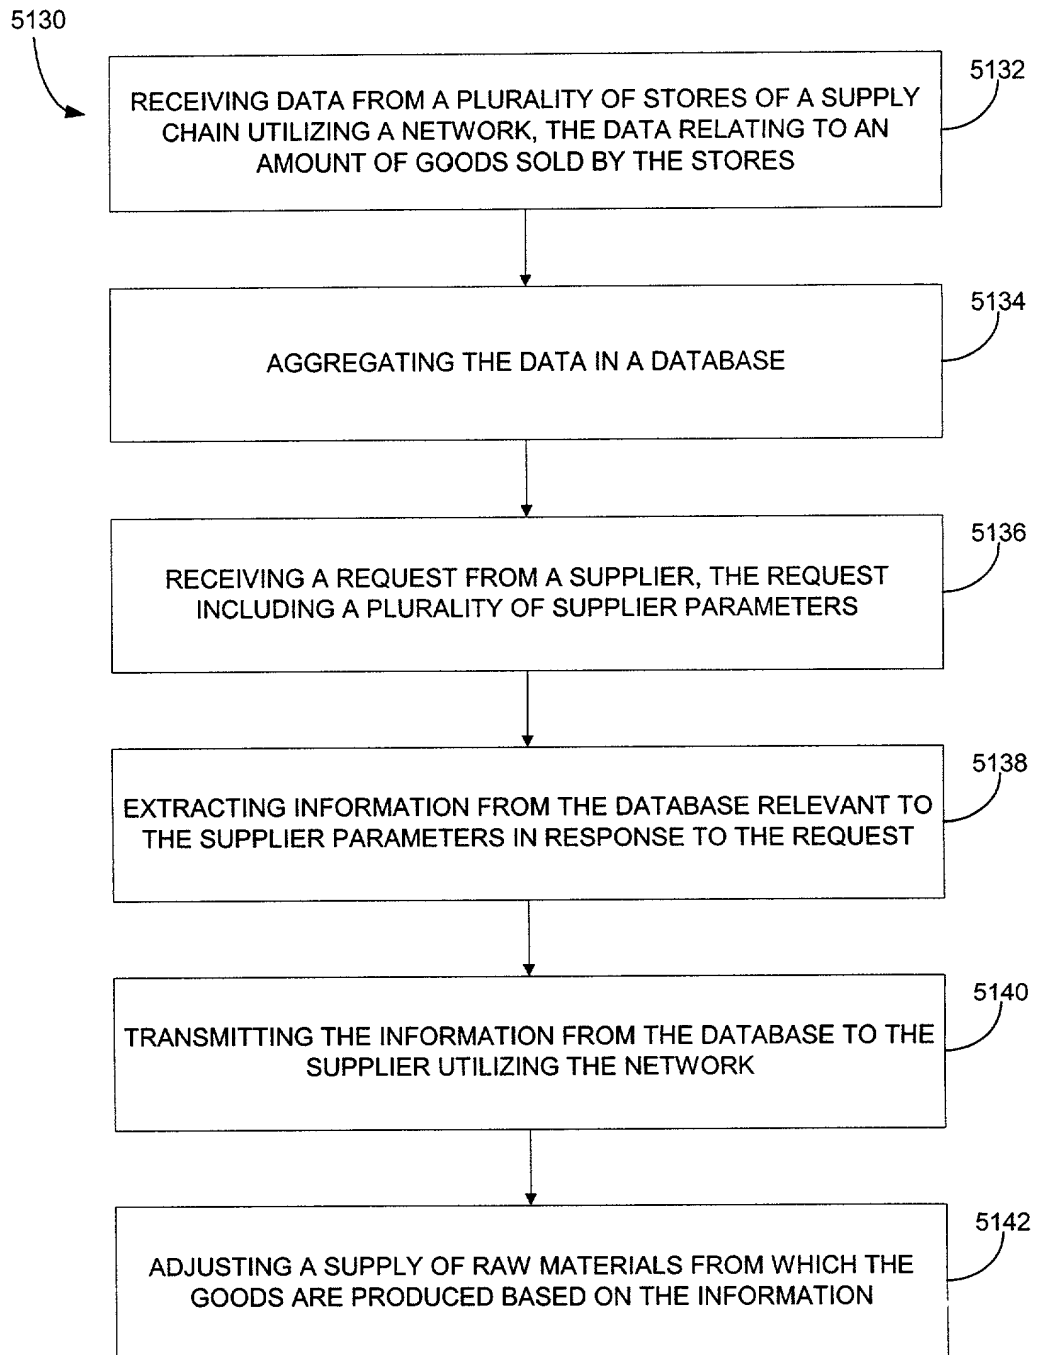 5130
5132
RECEIVING DATA FROM A PLURALITY OF STORES OF A SUPPLY
CHAIN UTILIZING A NETWORK, THE DATA RELATING TO AN
AMOUNT OF GOODS SOLD BY THE STORES
5134
AGGREGATING THE DATA IN A DATABASE
5136
RECEIVING A REQUEST FROM A SUPPLIER, THE REQUEST
INCLUDING A PLURALITY OF SUPPLIER PARAMETERS
5138
EXTRACTING INFORMATION FROM THE DATABASE RELEVANT TO
THE SUPPLIER PARAMETERS IN RESPONSE TO THE REQUEST
5140
TRANSMITTING THE INFORMATION FROM THE DATABASE TO THE
SUPPLIER UTILIZING THE NETWORK
5142
ADJUSTING A SUPPLY OF RAW MATERIALS FROM WHICH THE
GOODS ARE PRODUCED BASED ON THE INFORMATION